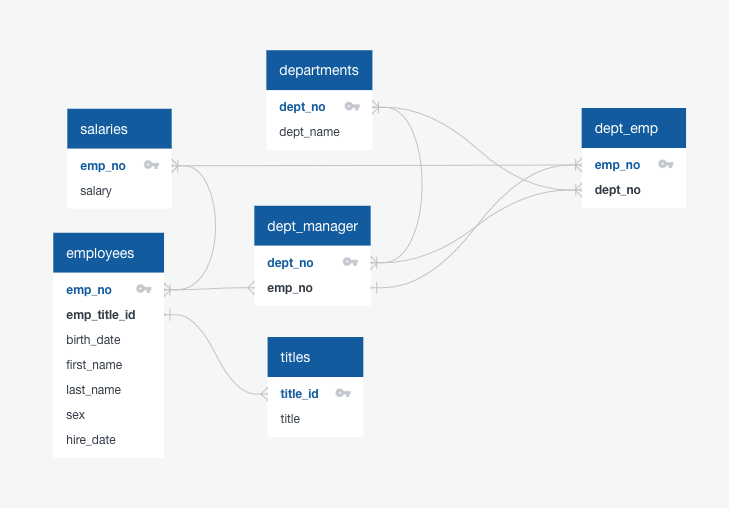 departments
dept_no
dept_name
salaries
emp_no
salary
dept_emp
emp_no
dept_no
dept_manager
dept_no
emp_no
employees
emp_no
emp_title_id
birth_date
first_name
last_name
sex
hire_date
titles
title_id
title